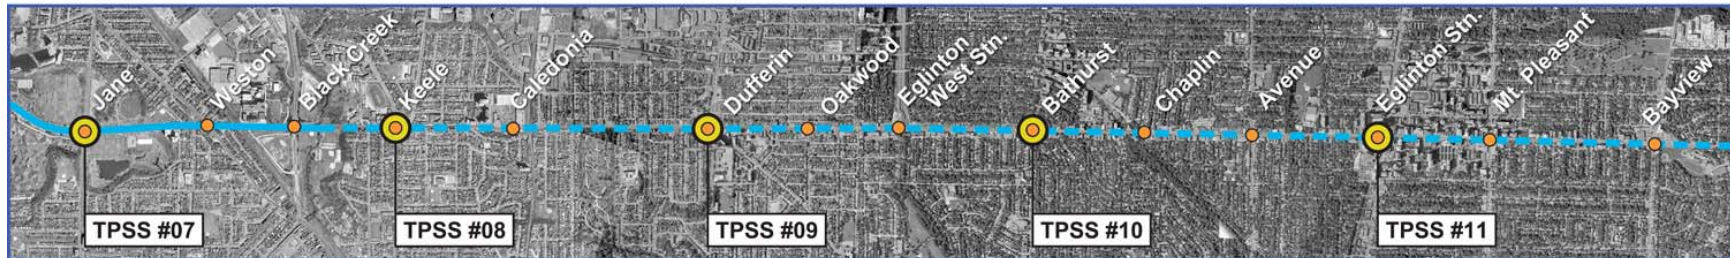 Jane
Weston
Black Creek
Keele
Caledonia
Dufferin
Oakwood
Eglinton
West Stn.
Bathurst
Chaplin
Avenue
Eglinton Stn.
Mt. Pleasant
Bayview
TPSS #07
TPSS #08
TPSS #09
TPSS #10
TPSS #11